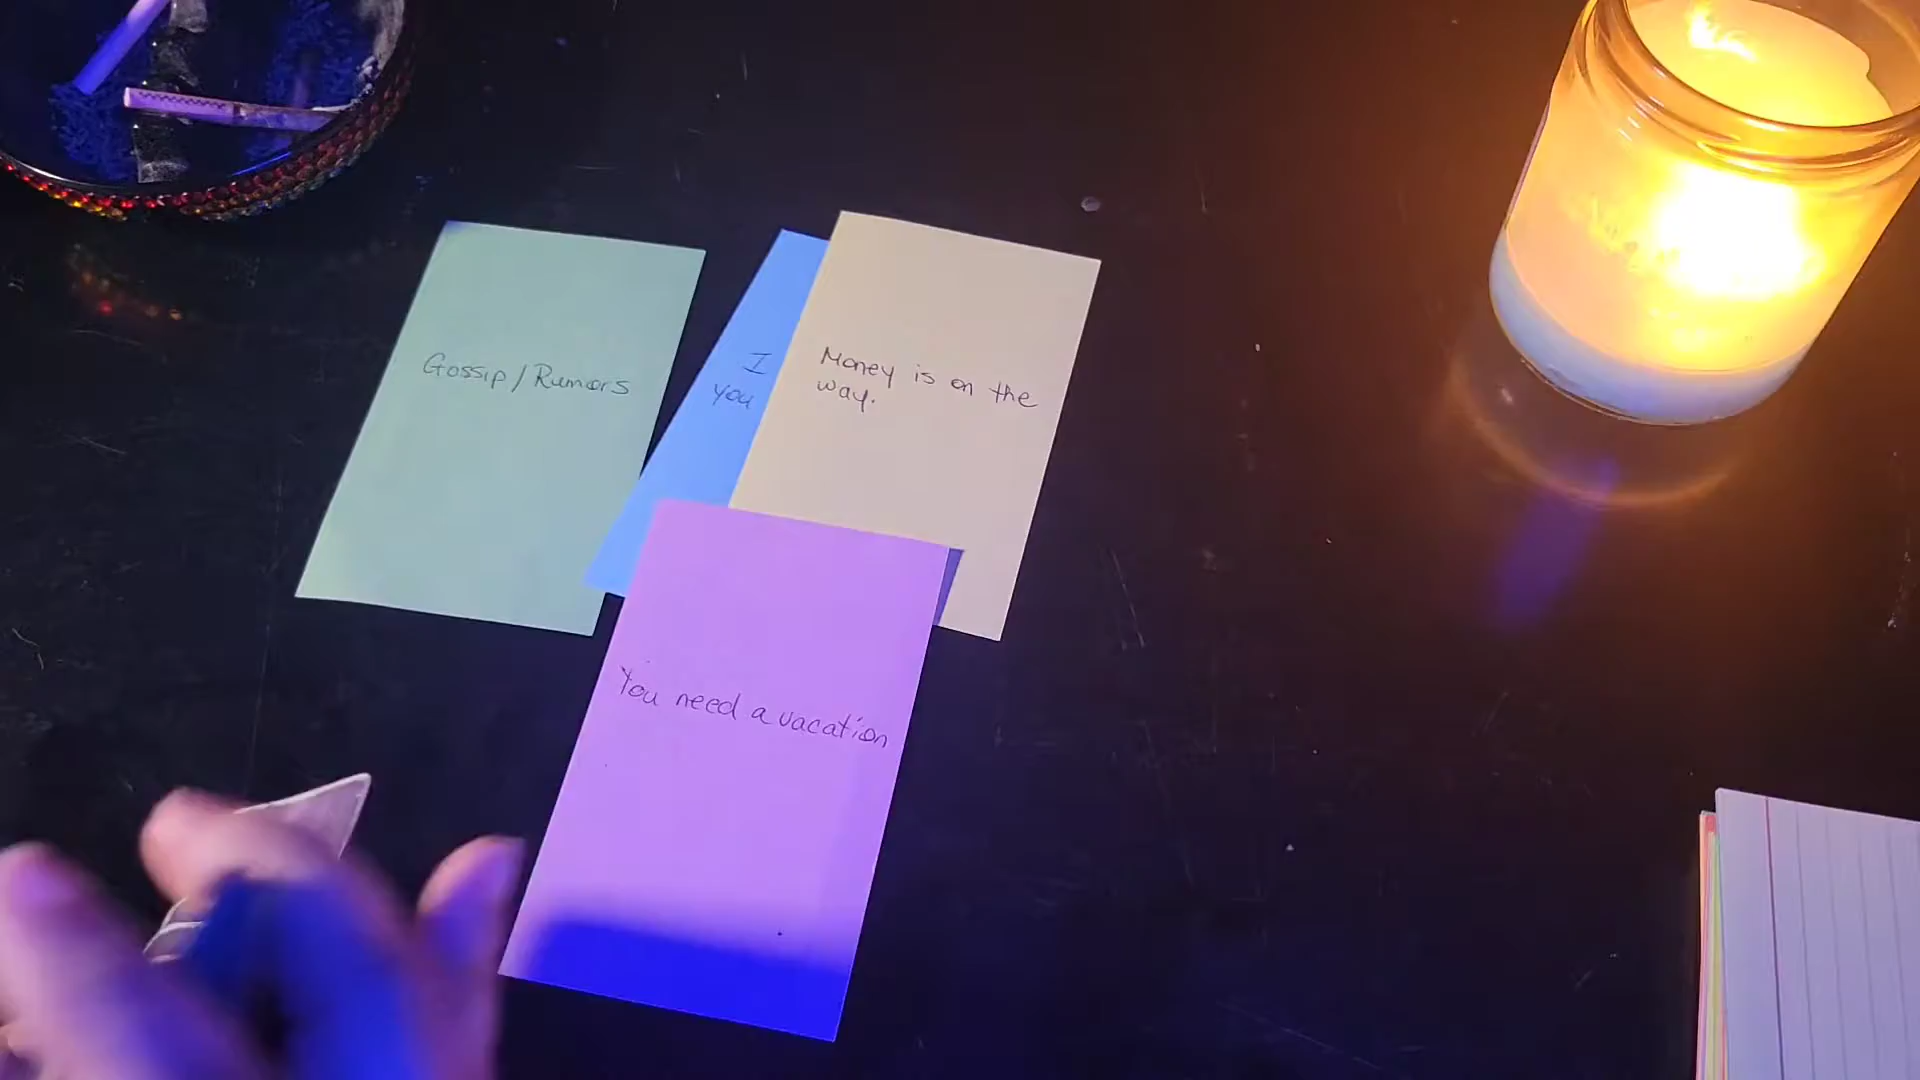 Gossip/Rumors
I
you
Money is on the
way.
You need a vacation